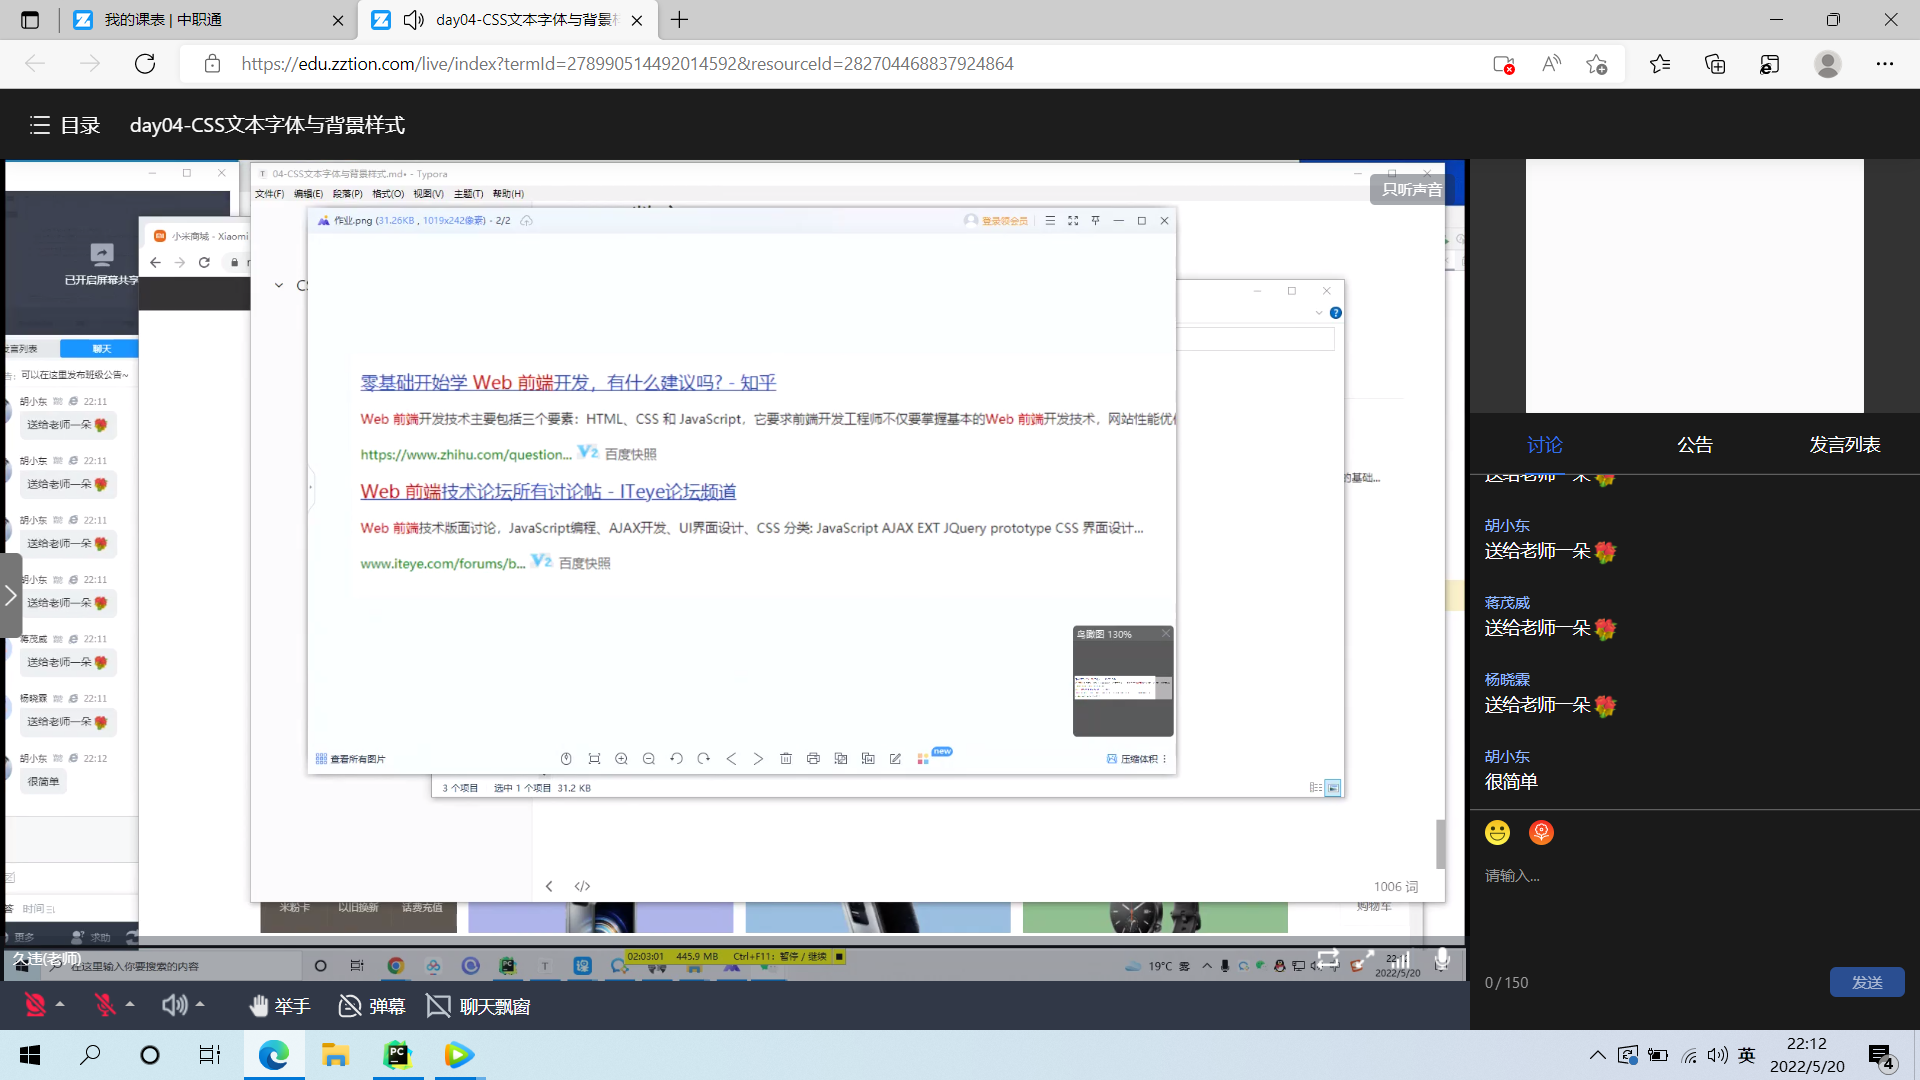 我的课表 | 中职通
day04-CSS文本字体与背景
https://edu.zztion.com/live/index?termId=278990514492014592&resourceId=282704468837924864
目录
day04-CSS文本字体与背景样式
04-CSS文本字体与背景样式.md• - Typora
文件(F) 编辑(E) 段落(P) 格式(O) 视图(V) 主题(T) 帮助(H)
只听声音
作业.png (31.26KB , 1019x242像素) - 2/2
登录领会员
小米商城 - Xiaomi
已开启屏幕共享
发言列表
聊天
可以在这里发布班级公告~
胡小东 22:11
送给老师一朵
胡小东 22:11
送给老师一朵
胡小东 22:11
送给老师一朵
胡小东 22:11
送给老师一朵
蒋茂威 22:11
送给老师一朵
杨晓霖 22:11
送给老师一朵
胡小东 22:12
很简单
时间
更多 求助
零基础开始学 Web 前端开发，有什么建议吗? - 知乎
Web 前端开发技术主要包括三个要素：HTML、CSS 和 JavaScript，它要求前端开发工程师不仅要掌握基本的Web 前端开发技术，网站性能优
https://www.zhihu.com/question... V2 百度快照
Web 前端技术论坛所有讨论帖 - ITeye论坛频道
Web 前端技术版面讨论，JavaScript编程、AJAX开发、UI界面设计、CSS 分类: JavaScript AJAX EXT JQuery prototype CSS 界面设计...
www.iteye.com/forums/b... V2 百度快照
的基础...
鸟瞰图 130%
查看所有图片
new
压缩体积
3 个项目 选中 1 个项目 31.2 KB
</>
1006 词
米粉卡 以旧换新 话费充值
购物车
久违(老师)
在这里输入你要搜索的内容
02:03:01 445.9 MB Ctrl+F11: 暂停 / 继续
19°C 雾
2022/5/20
讨论
公告
发言列表
送给老师一朵
胡小东
送给老师一朵
蒋茂威
送给老师一朵
杨晓霖
送给老师一朵
胡小东
很简单
请输入...
0 / 150
发送
举手
弹幕
聊天飘窗
PC
英
22:12
2022/5/20
4